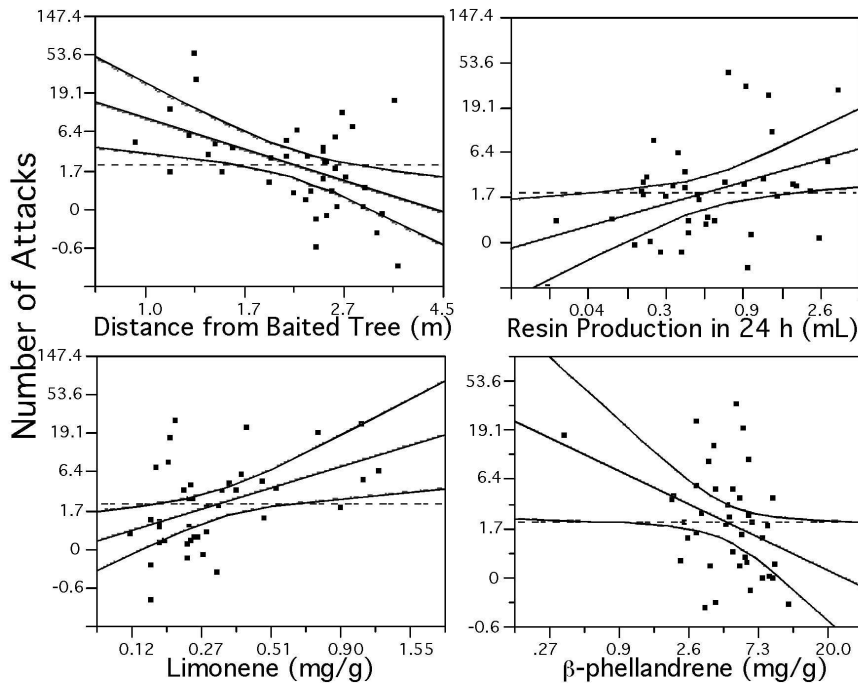 Number of Attacks
147.4
53.6
19.1
6.4
1.7
0
-0.6
1.0 1.7 2.7 4.5
Distance from Baited Tree (m)
147.4
53.6
19.1
6.4
1.7
0
0.04 0.3 0.9 2.6
Resin Production in 24 h (mL)
147.4
53.6
19.1
6.4
1.7
0
-0.6
0.12 0.27 0.51 0.90 1.55
Limonene (mg/g)
53.6
19.1
6.4
1.7
0
-0.6
.27 0.9 2.6 7.3 20.0
β-phellandrene (mg/g)